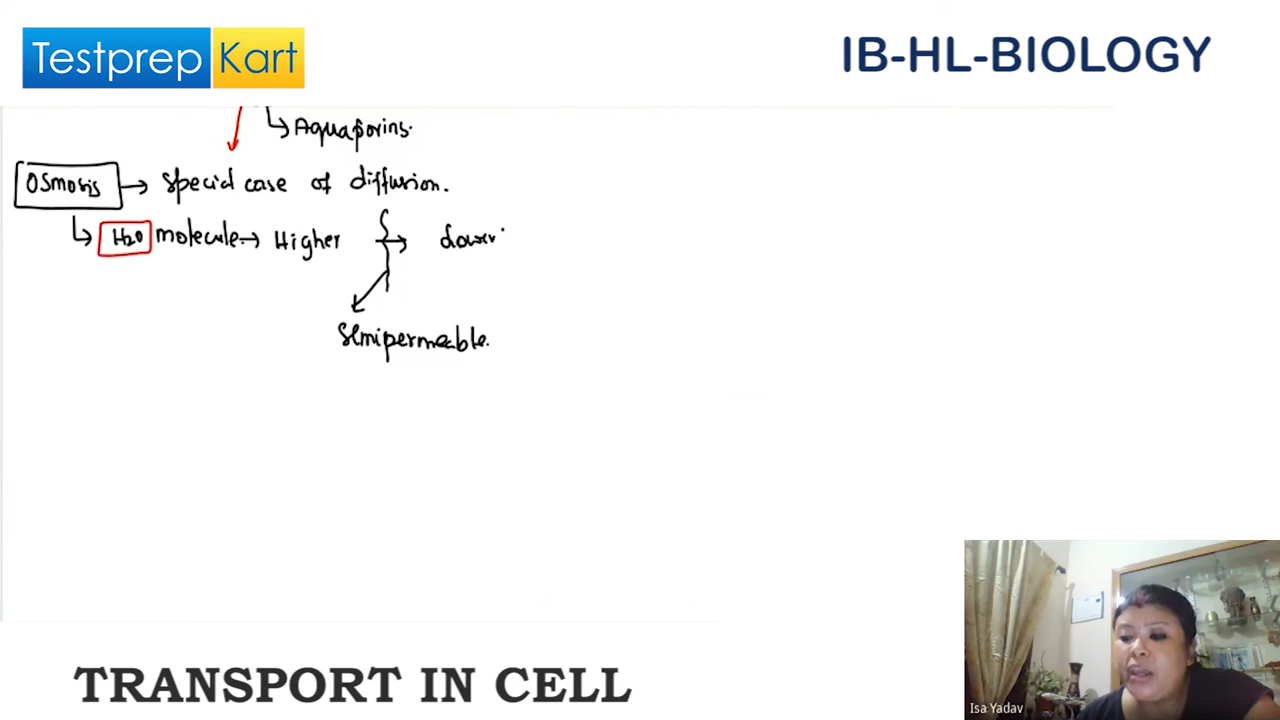 Testprep Kart
IB-HL-BIOLOGY
Aquaporins.
Osmosis → Special case of diffusion.
H2O molecule → Higher → Lower
Semipermeable.
Isa Yadav
TRANSPORT IN CELL